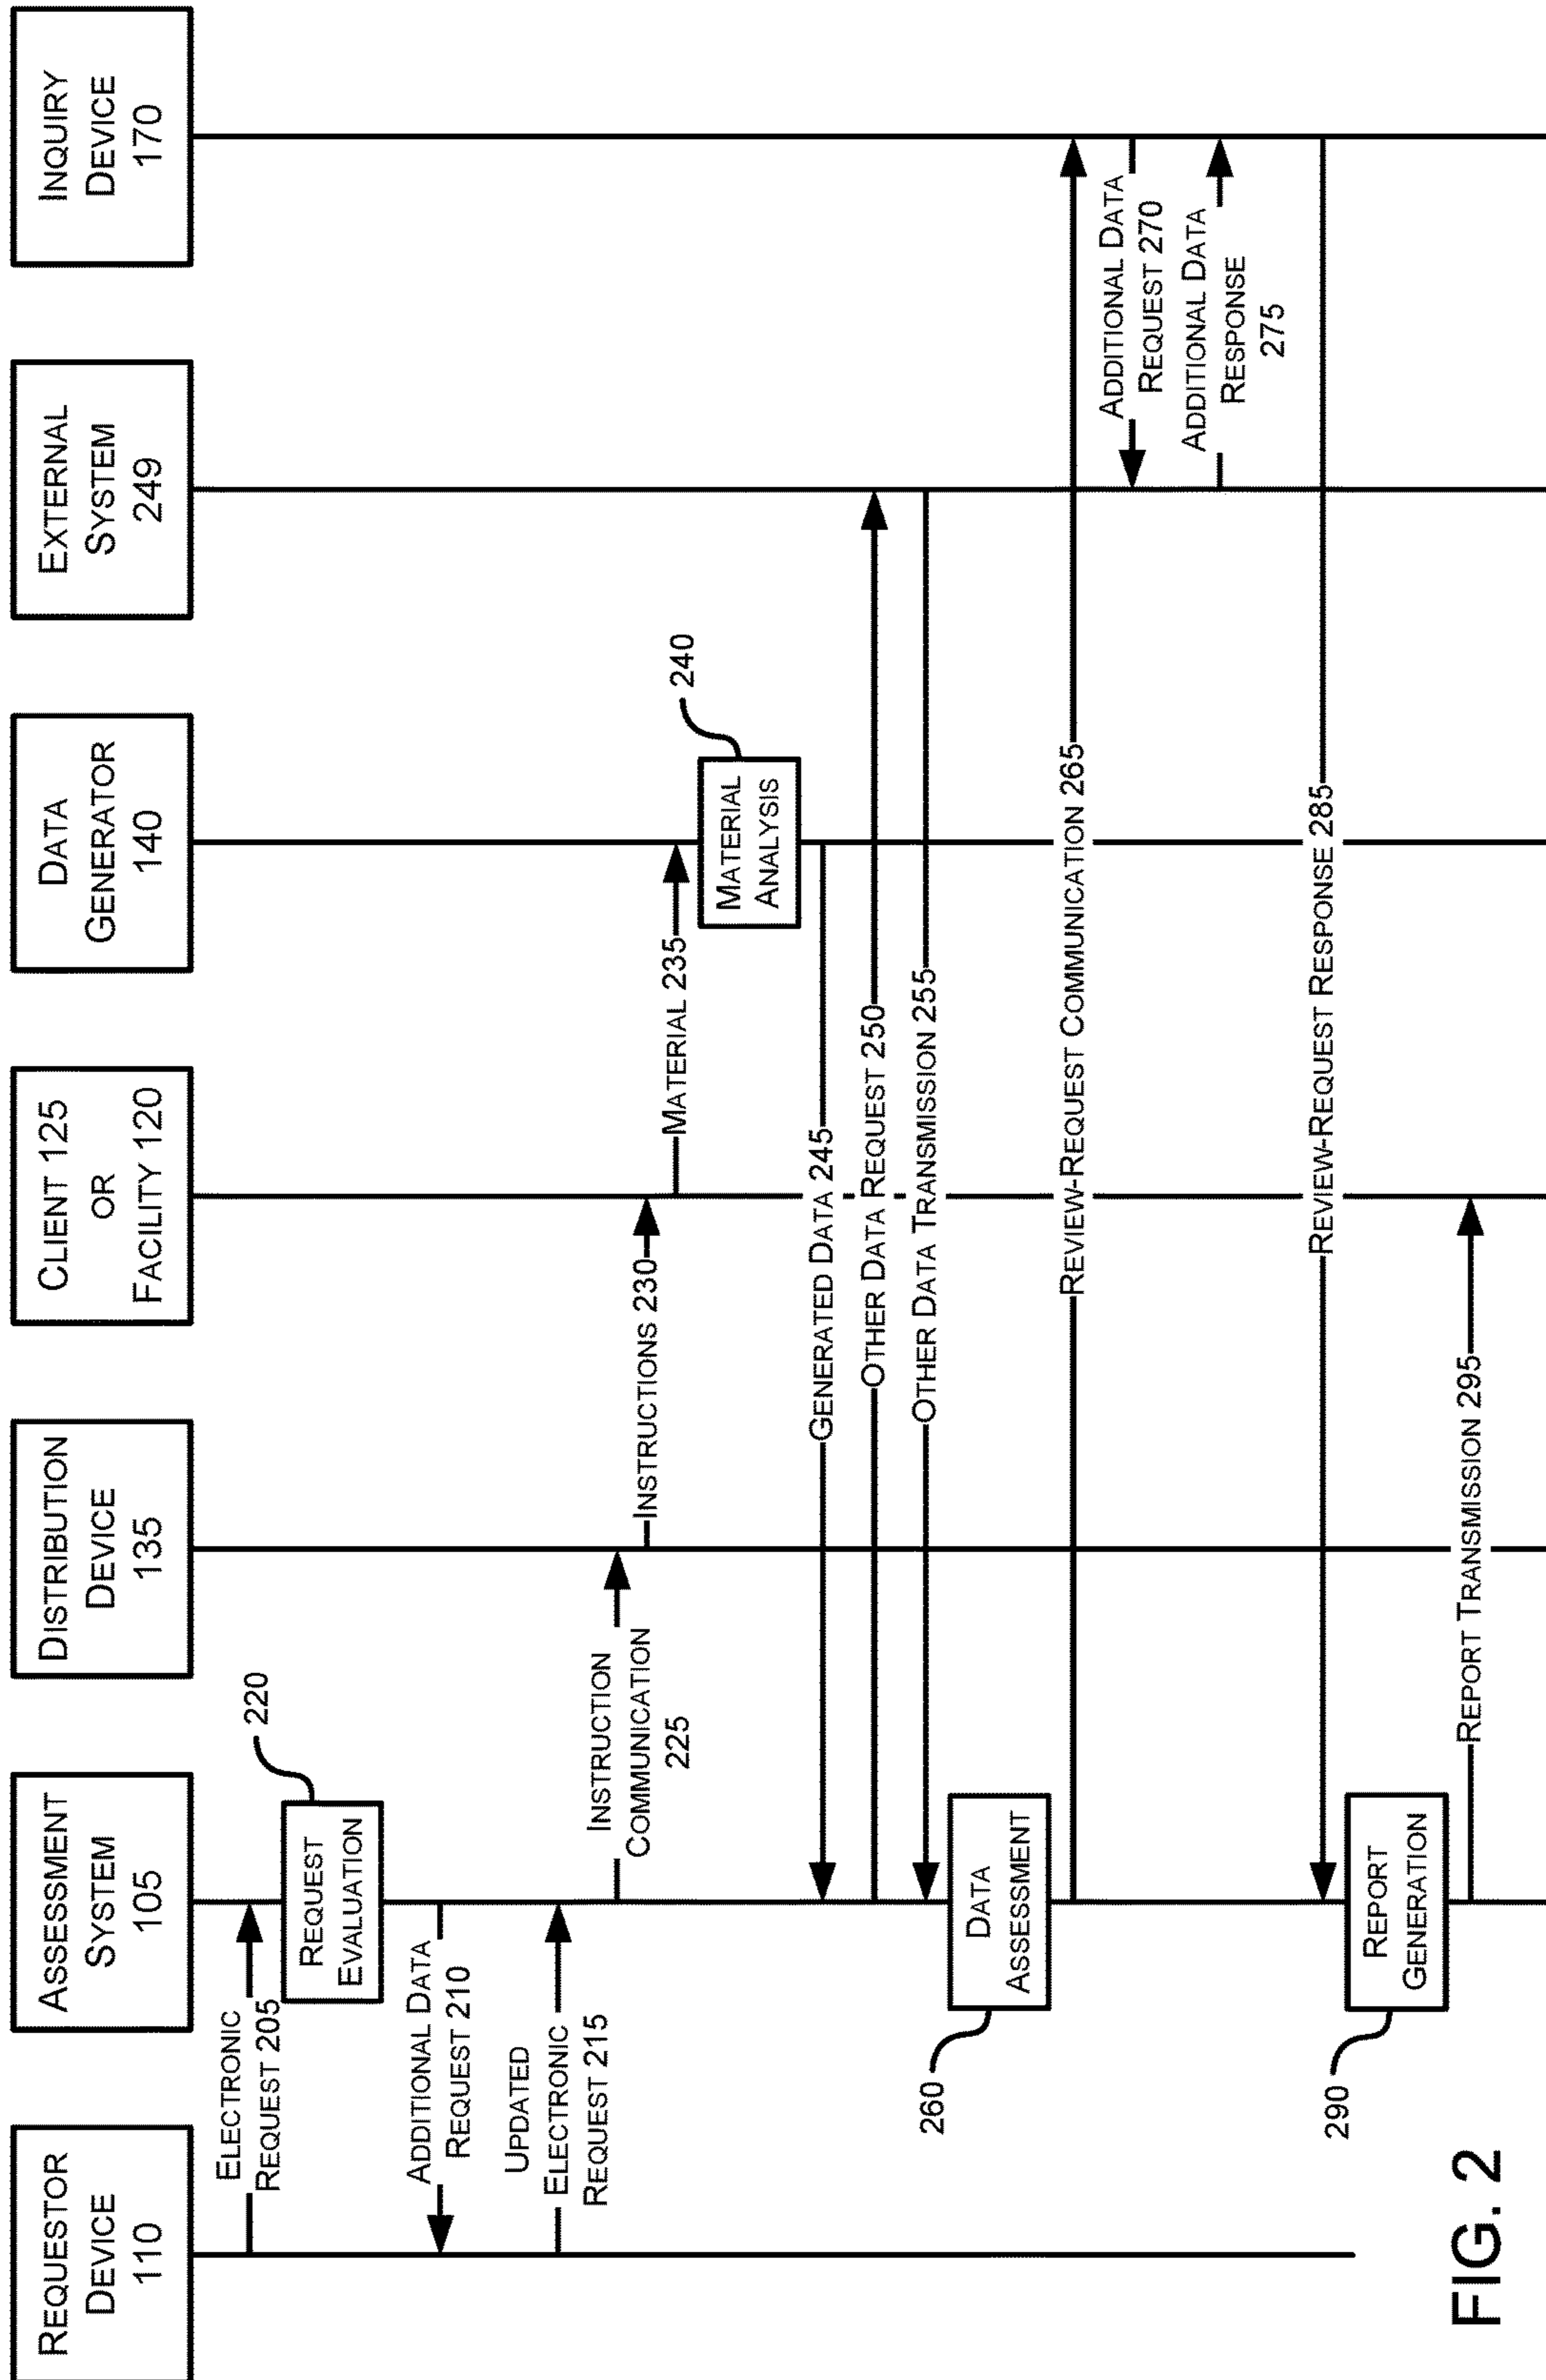 REQUESTOR
DEVICE
110
ASSESSMENT
SYSTEM
105
DISTRIBUTION
DEVICE
135
CLIENT 125
OR
FACILITY 120
DATA
GENERATOR
140
EXTERNAL
SYSTEM
249
INQUIRY
DEVICE
170
ELECTRONIC
REQUEST 205
220
REQUEST
EVALUATION
ADDITIONAL DATA
REQUEST 210
UPDATED
ELECTRONIC
REQUEST 215
INSTRUCTION
COMMUNICATION
225
INSTRUCTIONS 230
MATERIAL 235
240
MATERIAL
ANALYSIS
GENERATED DATA 245
OTHER DATA REQUEST 250
OTHER DATA TRANSMISSION 255
260
DATA
ASSESSMENT
REVIEW-REQUEST COMMUNICATION 265
ADDITIONAL DATA
REQUEST 270
ADDITIONAL DATA
RESPONSE
275
REVIEW-REQUEST RESPONSE 285
290
REPORT
GENERATION
REPORT TRANSMISSION 295
FIG. 2